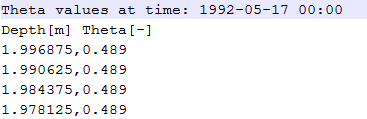 Theta values at time: 1992-05-17 00:00
Depth[m] Theta[-]
1.996875,0.489
1.990625,0.489
1.984375,0.489
1.978125,0.489